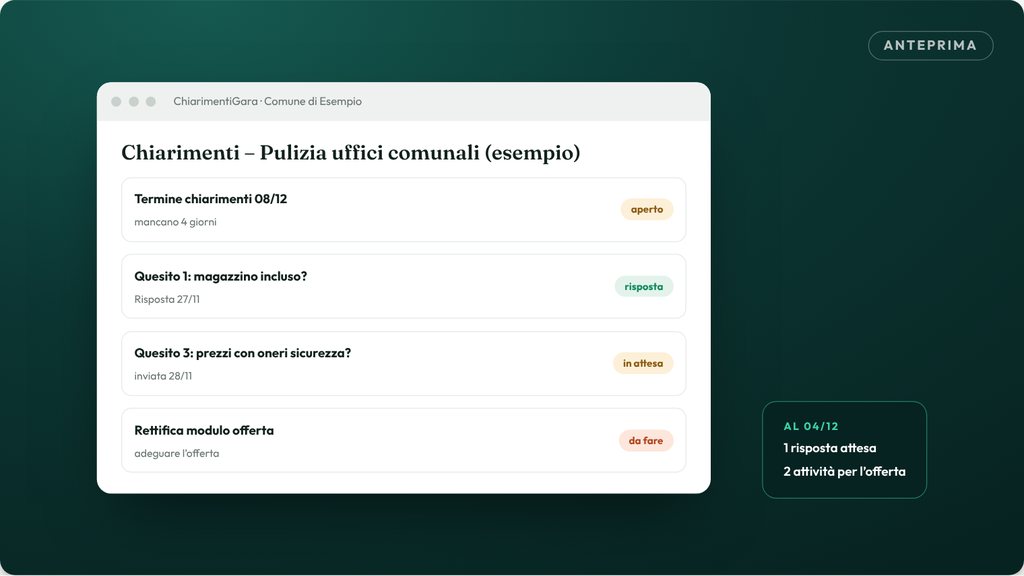 ANTEPRIMA
ChiarimentiGara · Comune di Esempio
Chiarimenti – Pulizia uffici comunali (esempio)
Termine chiarimenti 08/12
mancano 4 giorni
aperto
Quesito 1: magazzino incluso?
Risposta 27/11
risposta
Quesito 3: prezzi con oneri sicurezza?
inviata 28/11
in attesa
Rettifica modulo offerta
adeguare l'offerta
da fare
AL 04/12
1 risposta attesa
2 attività per l'offerta